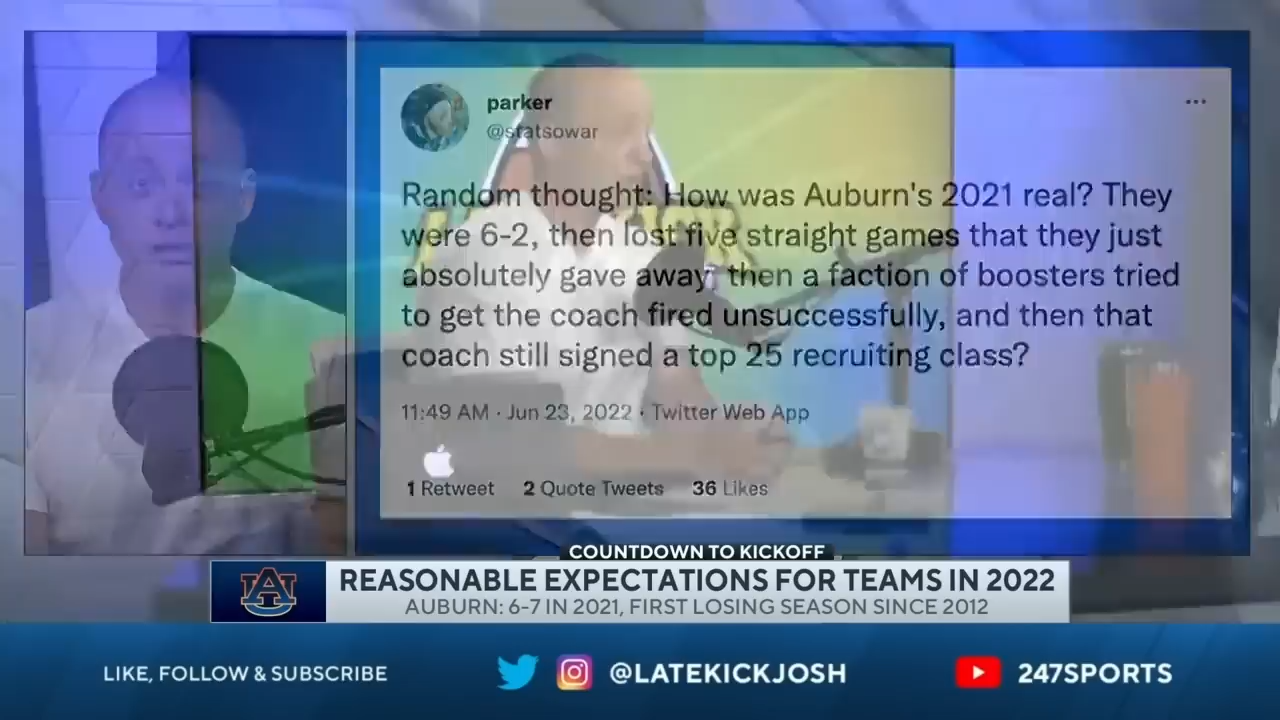 parker
@statsowar
Random thought: How was Auburn's 2021 real? They
were 6-2, then lost five straight games that they just
absolutely gave away, then a faction of boosters tried
to get the coach fired unsuccessfully, and then that
coach still signed a top 25 recruiting class?
11:49 AM · Jun 23, 2022 · Twitter Web App
1 Retweet 2 Quote Tweets 36 Likes
COUNTDOWN TO KICKOFF
AU
REASONABLE EXPECTATIONS FOR TEAMS IN 2022
AUBURN: 6-7 IN 2021, FIRST LOSING SEASON SINCE 2012
LIKE, FOLLOW & SUBSCRIBE @LATEKICKJOSH 247SPORTS